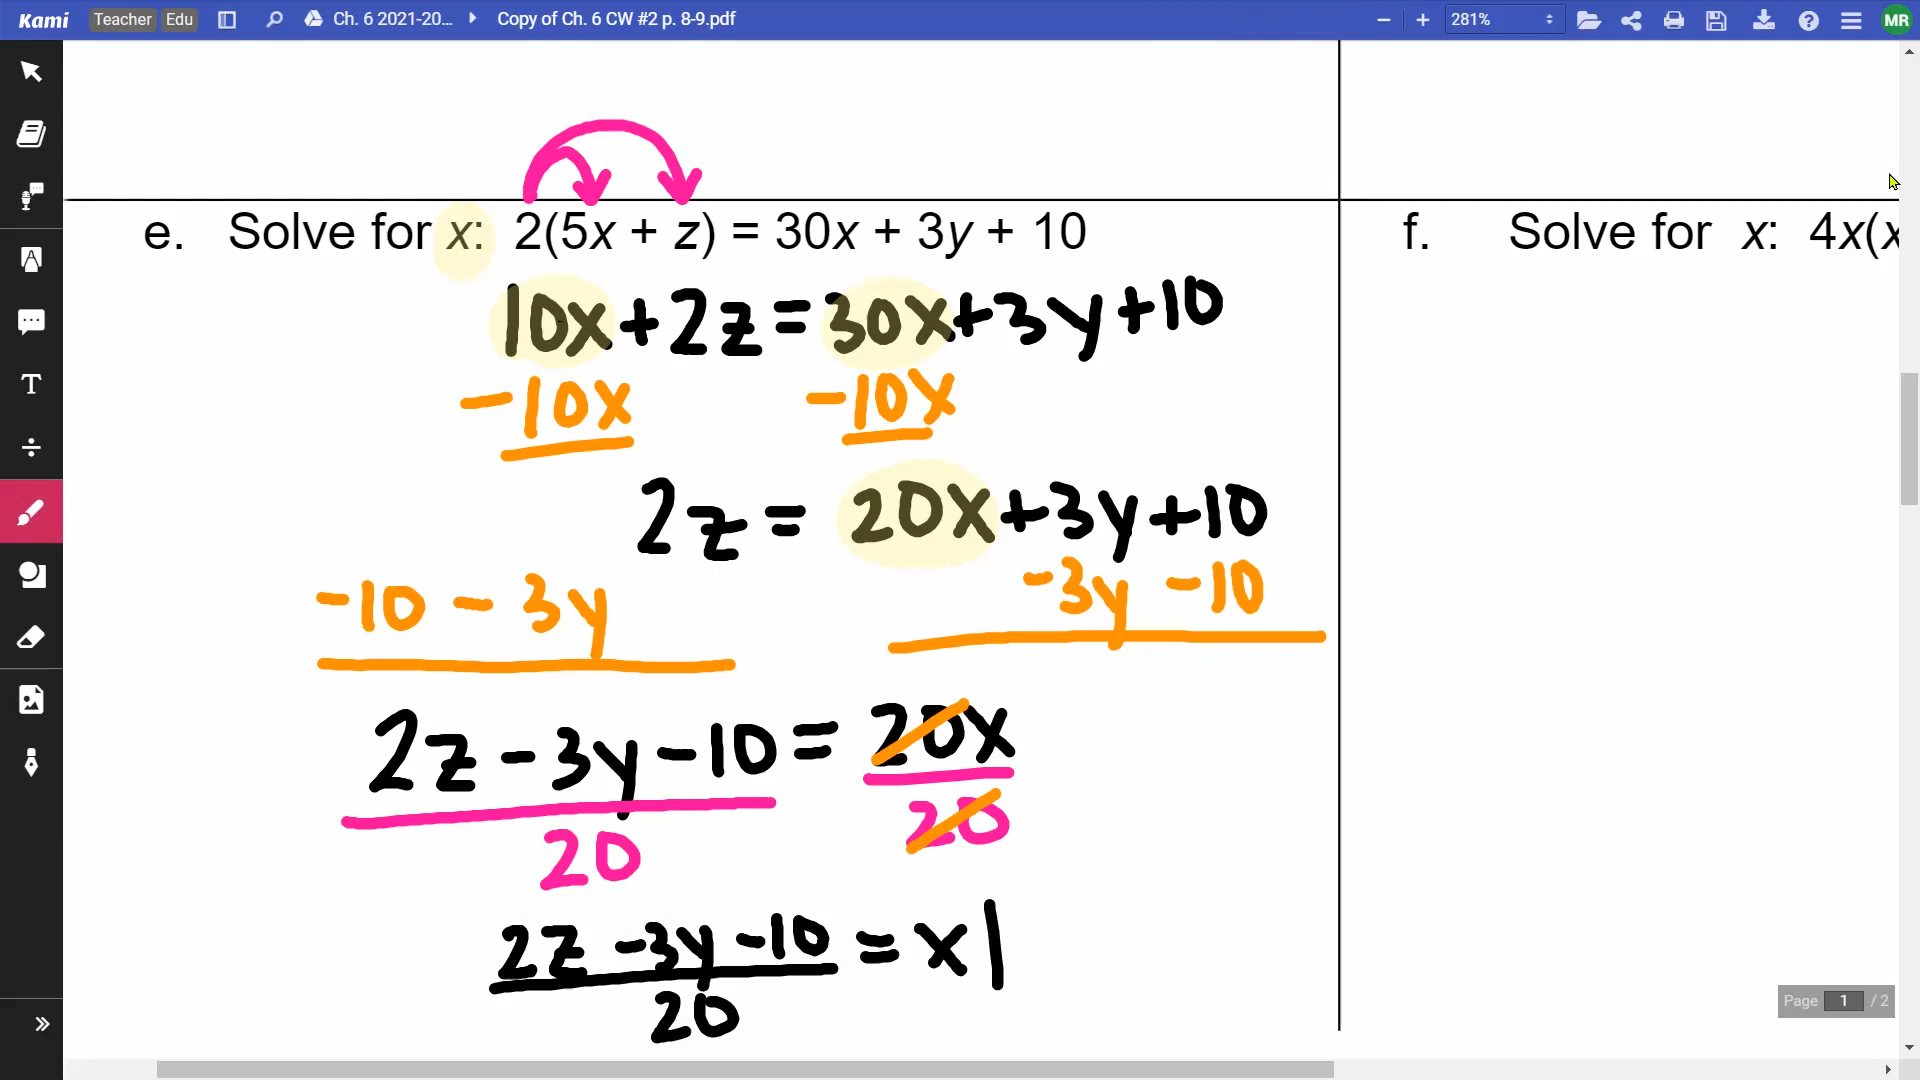 Kami Teacher Edu Ch. 6 2021-20... Copy of Ch. 6 CW #2 p. 8-9.pdf 281% MR
e. Solve for x: 2(5x + z) = 30x + 3y + 10
f. Solve for x: 4x(x
10x+2z=30x+3y+10
-10x -10x
2z = 20x+3y+10
-10 - 3y -3y -10
2z -3y -10 = 20x
20 20
2z -3y -10 = x
20
Page 1 / 2